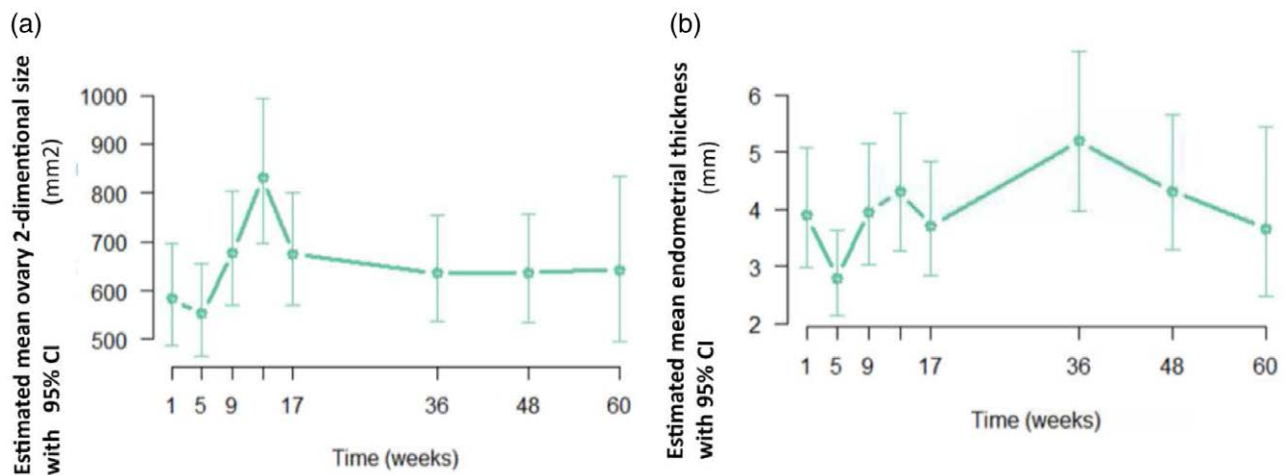 (a)
Estimated mean ovary 2-dimentional size
with 95% CI (mm2)
1000
900
800
700
600
500
1 5 9 17 36 48 60
Time (weeks)
(b)
Estimated mean endometrial thickness
with 95% CI (mm)
6
5
4
3
2
1 5 9 17 36 48 60
Time (weeks)